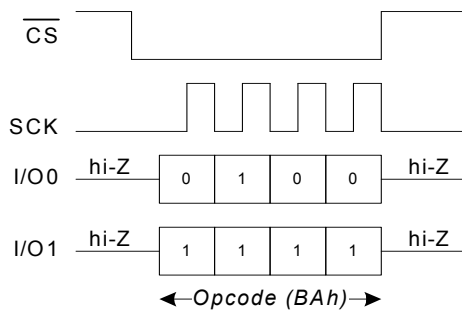 CS
SCK
I/O0 hi-Z 0 1 0 0 hi-Z
I/O1 hi-Z 1 1 1 1 hi-Z
Opcode (BAh)